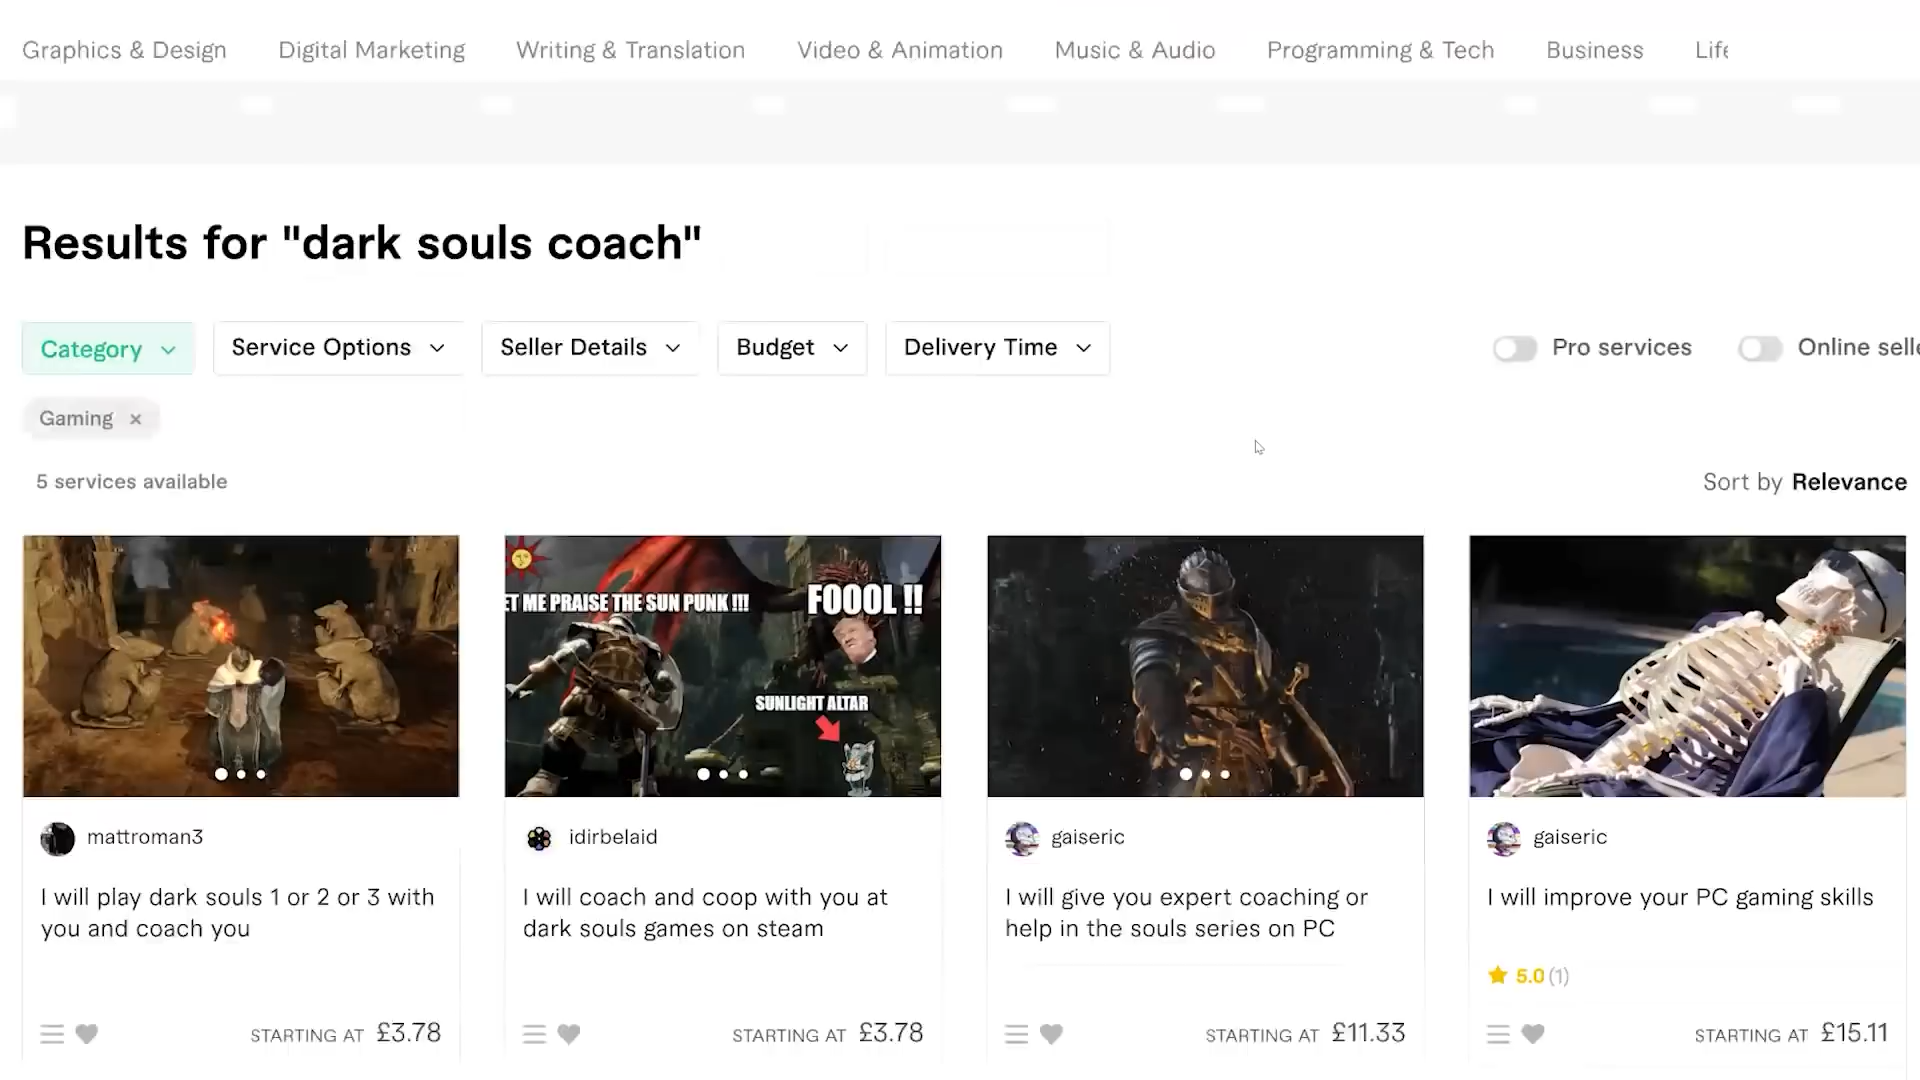 Graphics & Design Digital Marketing Writing & Translation Video & Animation Music & Audio Programming & Tech Business Life
Results for "dark souls coach"
Category Service Options Seller Details Budget Delivery Time Pro services Online selle
Gaming ×
5 services available
Sort by Relevance
ET ME PRAISE THE SUN PUNK !!!
FOOOL !!
SUNLIGHT ALTAR
mattroman3
I will play dark souls 1 or 2 or 3 with
you and coach you
STARTING AT £3.78
idirbelaid
I will coach and coop with you at
dark souls games on steam
STARTING AT £3.78
gaiseric
I will give you expert coaching or
help in the souls series on PC
STARTING AT £11.33
gaiseric
I will improve your PC gaming skills
5.0 (1)
STARTING AT £15.11